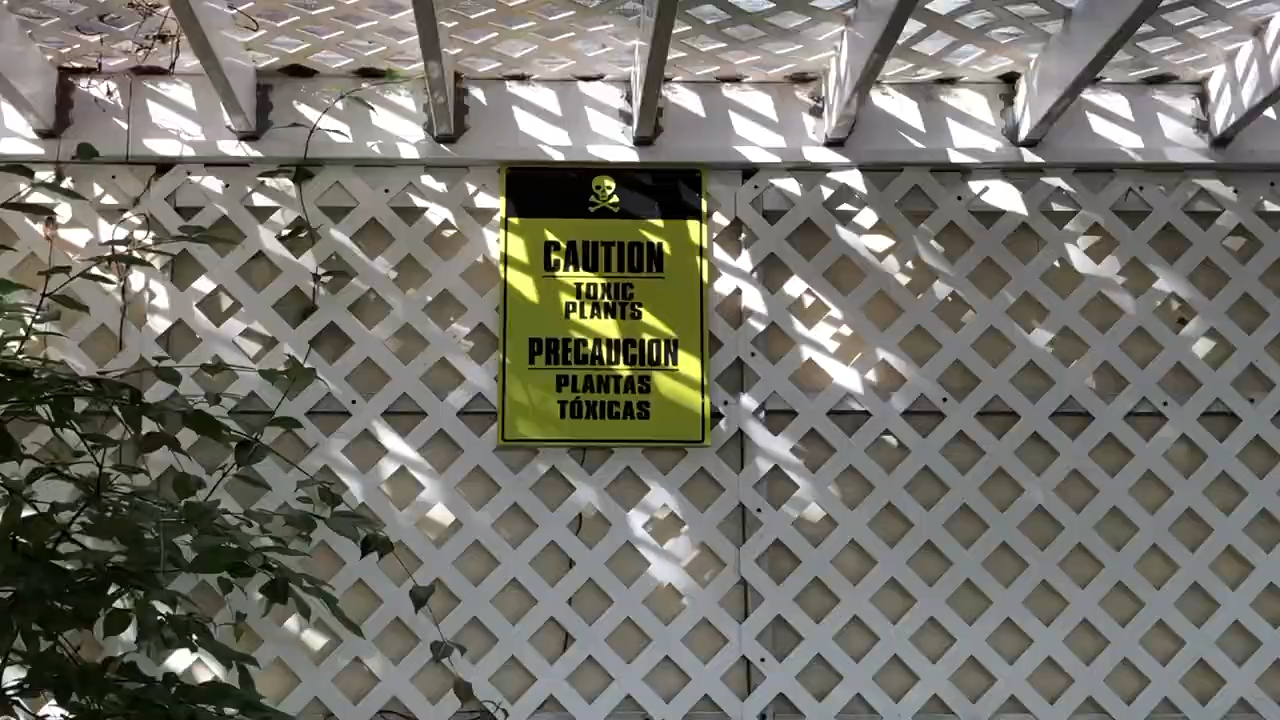 CAUTION
TOXIC
PLANTS
PRECAUCION
PLANTAS
TÓXICAS